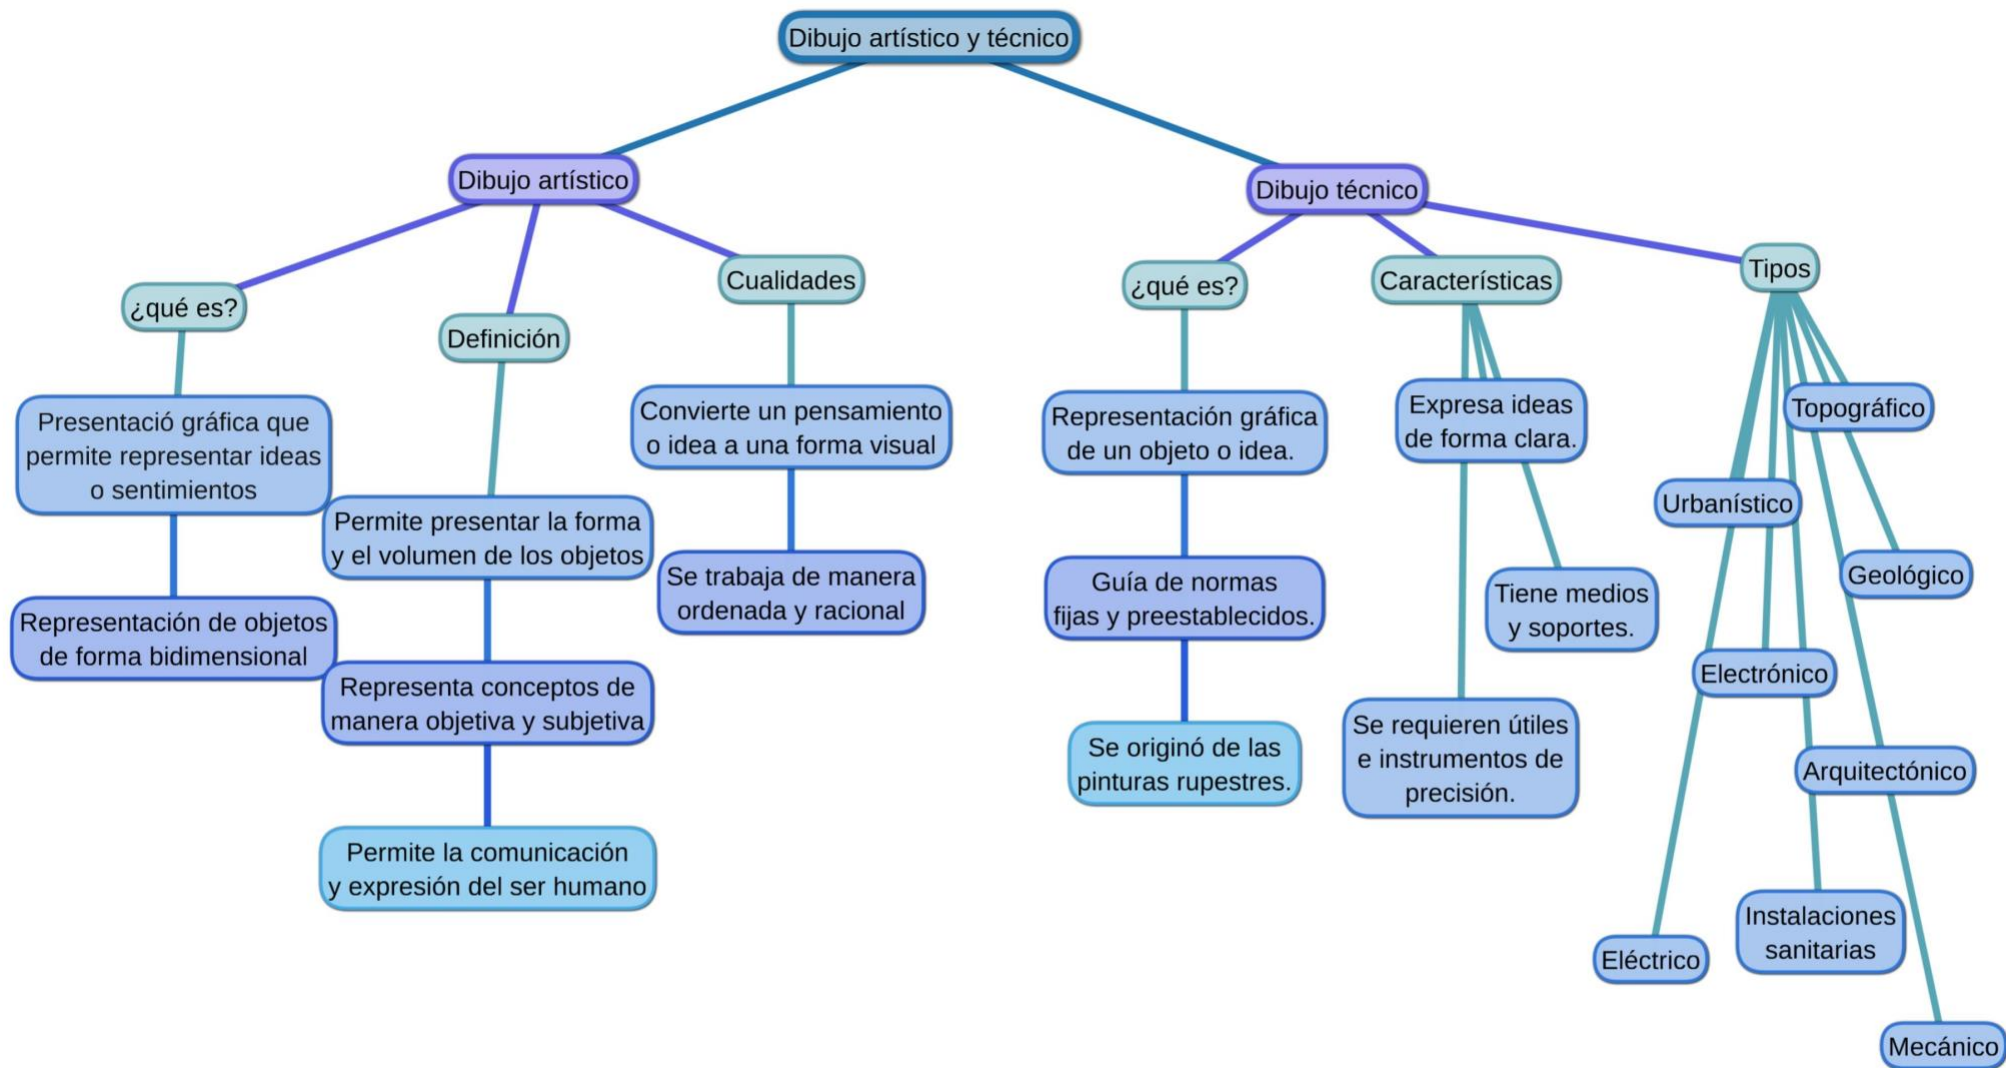 Dibujo artístico y técnico
Dibujo artístico
¿qué es?
Presentació gráfica que
permite representar ideas
o sentimientos
Representación de objetos
de forma bidimensional
Definición
Permite presentar la forma
y el volumen de los objetos
Representa conceptos de
manera objetiva y subjetiva
Permite la comunicación
y expresión del ser humano
Cualidades
Convierte un pensamiento
o idea a una forma visual
Se trabaja de manera
ordenada y racional
Dibujo técnico
¿qué es?
Representación gráfica
de un objeto o idea.
Guía de normas
fijas y preestablecidos.
Se originó de las
pinturas rupestres.
Características
Expresa ideas
de forma clara.
Tiene medios
y soportes.
Se requieren útiles
e instrumentos de
precisión.
Tipos
Topográfico
Urbanístico
Geológico
Electrónico
Arquitectónico
Instalaciones
sanitarias
Eléctrico
Mecánico